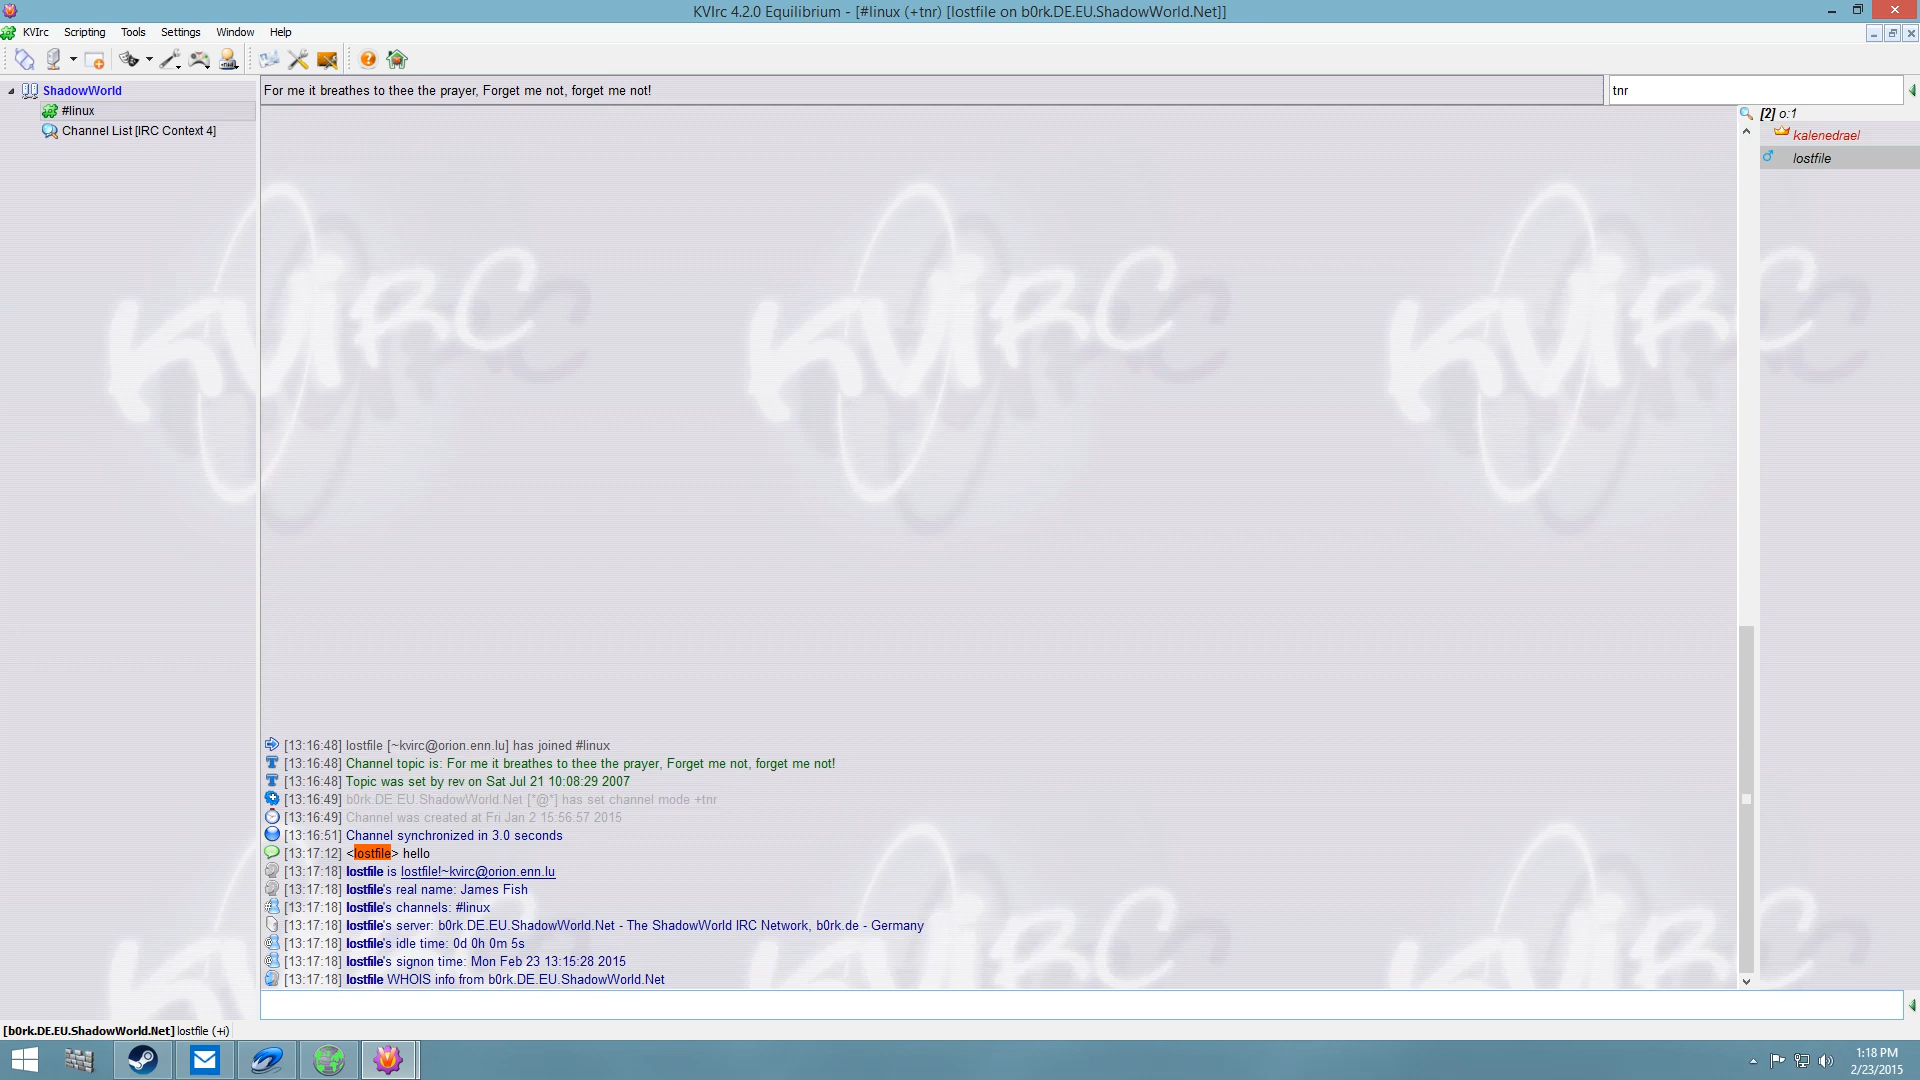 KVIrc 4.2.0 Equilibrium - [#linux (+tnr) [lostfile on b0rk.DE.EU.ShadowWorld.Net]]
KVIrc Scripting Tools Settings Window Help
ShadowWorld
#linux
Channel List [IRC Context 4]
For me it breathes to thee the prayer, Forget me not, forget me not!
tnr
[2] o:1
kalenedrael
lostfile
KVIRC KVIRC KVIRC
[13:16:48] lostfile [~kvirc@orion.enn.lu] has joined #linux
[13:16:48] Channel topic is: For me it breathes to thee the prayer, Forget me not, forget me not!
[13:16:48] Topic was set by rev on Sat Jul 21 10:08:29 2007
[13:16:49] b0rk.DE.EU.ShadowWorld.Net [*@*] has set channel mode +tnr
[13:16:49] Channel was created at Fri Jan 2 15:56:57 2015
[13:16:51] Channel synchronized in 3.0 seconds
[13:17:12] <lostfile> hello
[13:17:18] lostfile is lostfile!~kvirc@orion.enn.lu
[13:17:18] lostfile's real name: James Fish
[13:17:18] lostfile's channels: #linux
[13:17:18] lostfile's server: b0rk.DE.EU.ShadowWorld.Net - The ShadowWorld IRC Network, b0rk.de - Germany
[13:17:18] lostfile's idle time: 0d 0h 0m 5s
[13:17:18] lostfile's signon time: Mon Feb 23 13:15:28 2015
[13:17:18] lostfile WHOIS info from b0rk.DE.EU.ShadowWorld.Net
[b0rk.DE.EU.ShadowWorld.Net] lostfile (+i)
1:18 PM
2/23/2015